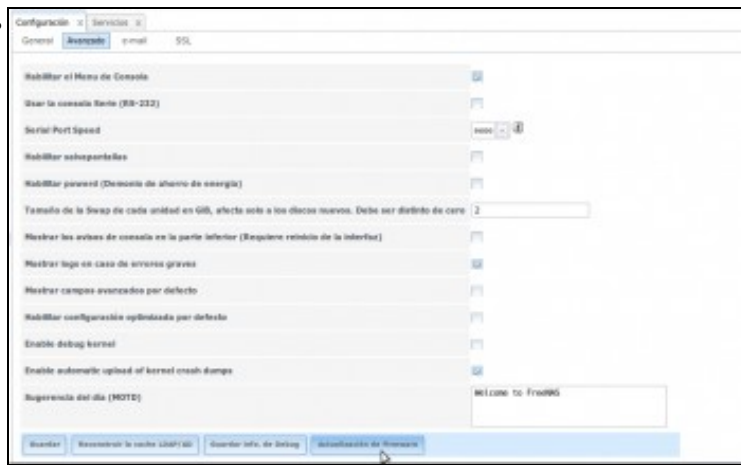 Configuración x Servicios x
General Avanzado e-mail SSL
Habilitar el Menu de Consola
Usar la consola Serie (RS-232)
Serial Port Speed 9600
Habilitar salvapantallas
Habilitar powerd (Demonio de ahorro de energía)
Tamaño de la Swap de cada unidad en GiB, afecta solo a los discos nuevos. Debe ser distinto de cero 2
Mostrar los avisos de consola en la parte inferior (Requiere reinicio de la interfaz)
Mostrar logs en caso de errores graves
Mostrar campos avanzados por defecto
Habilitar configuración optimizada por defecto
Enable debug kernel
Enable automatic upload of kernel crash dumps
Sugerencia del día (MOTD) Welcome to FreeNAS
Guardar Reconstruir la cache LDAP/AD Guardar info. de Debug Actualización de Firmware